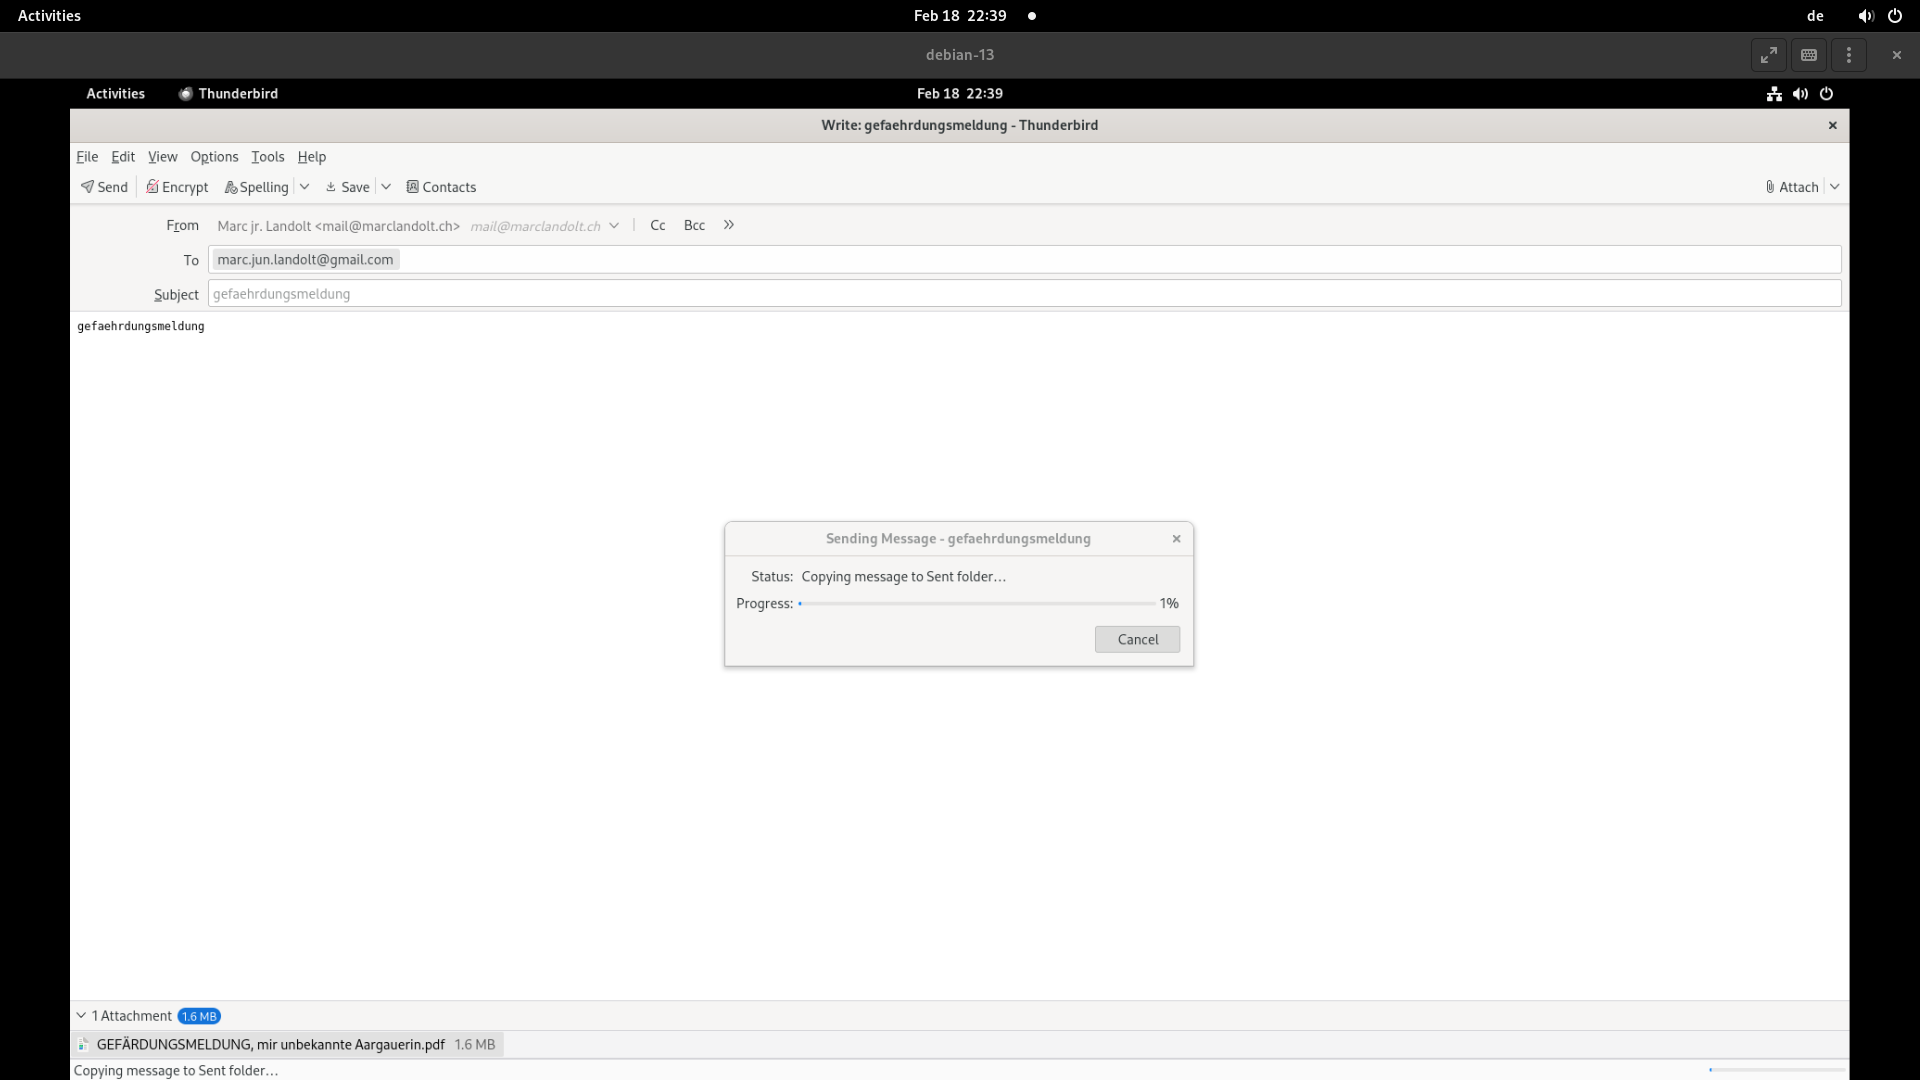 Activities
Feb 18 22:39
de
debian-13
Activities
Thunderbird
Feb 18 22:39
Write: gefaehrdungsmeldung - Thunderbird
File Edit View Options Tools Help
Send Encrypt Spelling Save Contacts
Attach
From Marc jr. Landolt <mail@marclandolt.ch> mail@marclandolt.ch Cc Bcc
To marc.jun.landolt@gmail.com
Subject gefaehrdungsmeldung
gefaehrdungsmeldung
Sending Message - gefaehrdungsmeldung
Status: Copying message to Sent folder…
Progress: 1%
Cancel
1 Attachment 1.6 MB
GEFÄRDUNGSMELDUNG, mir unbekannte Aargauerin.pdf 1.6 MB
Copying message to Sent folder…